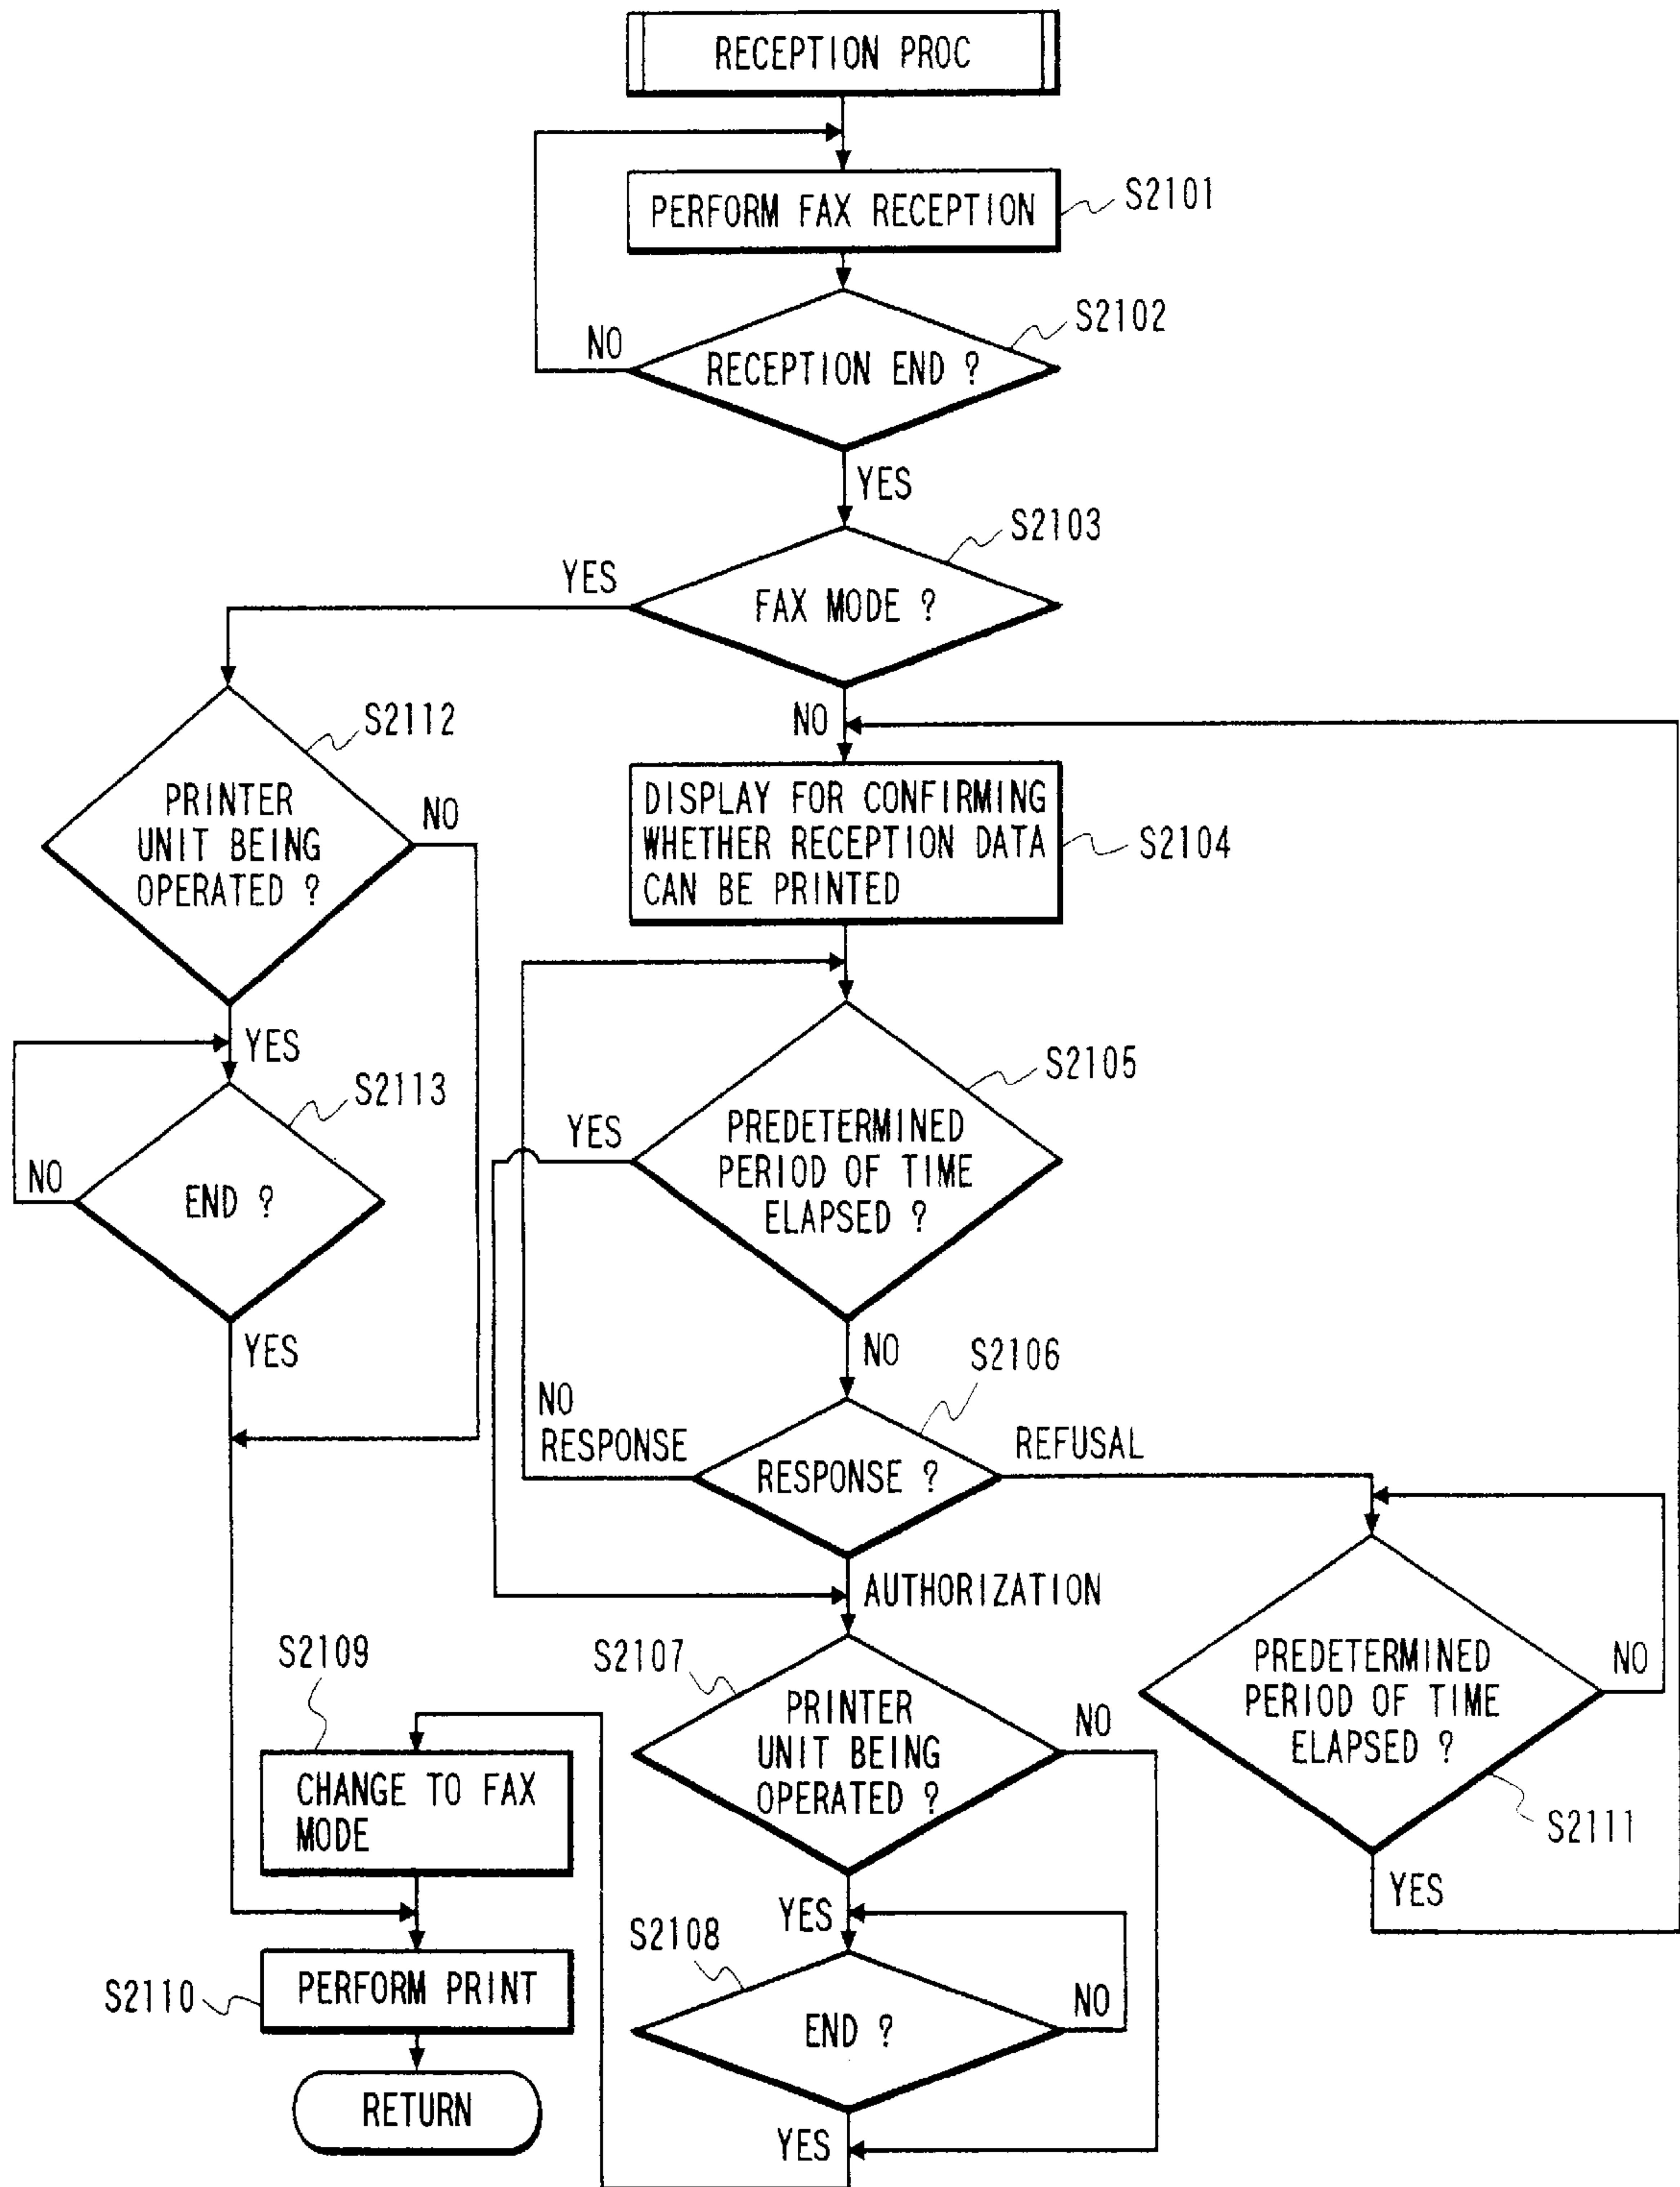 RECEPTION PROC
PERFORM FAX RECEPTION
S2101
RECEPTION END ?
S2102
NO
YES
FAX MODE ?
S2103
YES
NO
PRINTER
UNIT BEING
OPERATED ?
S2112
NO
YES
DISPLAY FOR CONFIRMING
WHETHER RECEPTION DATA
CAN BE PRINTED
S2104
END ?
S2113
NO
YES
PREDETERMINED
PERIOD OF TIME
ELAPSED ?
S2105
YES
NO
RESPONSE ?
S2106
NO
RESPONSE
REFUSAL
AUTHORIZATION
PREDETERMINED
PERIOD OF TIME
ELAPSED ?
S2111
NO
YES
PRINTER
UNIT BEING
OPERATED ?
S2107
NO
YES
END ?
S2108
NO
YES
S2109
CHANGE TO FAX
MODE
S2110
PERFORM PRINT
RETURN